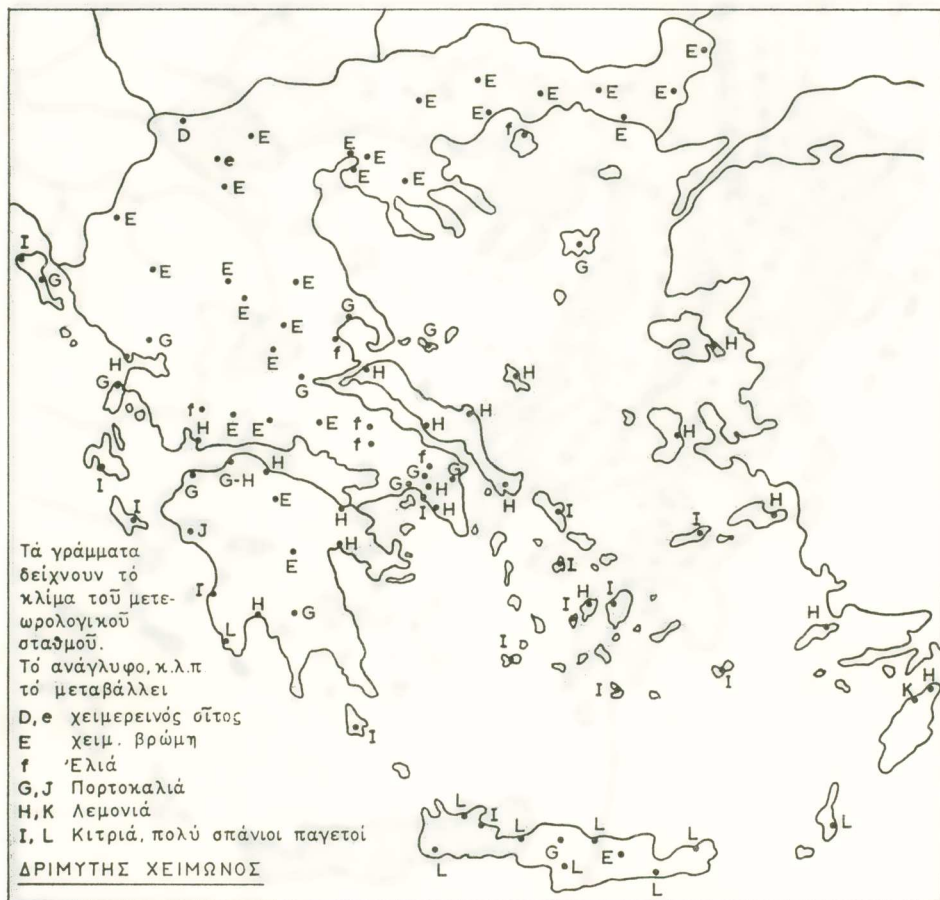 E
E E E E
E E
D E f
e E E E
E E
E
I
G E E E G
E
G E G
f G
G H E H
G G H H
f E E f H H H
f
I G G-H H G f G
G H
I E H I H H I
J H H I
E I
I H I H I
L H G H
I I
I I K H
I
L I L L L L
L G E
L L
Τά γράμματα
δείχνουν τό
κλίμα τοῦ μετε-
ωρολογικοῦ
σταθμοῦ.
Τό ανάγλυφο, κ.λ.π
τό μεταβάλλει
D, e χειμερεινός σῖτος
E χειμ. βρώμη
f Ἐλιά
G, J Πορτοκαλιά
H, K Λεμονιά
I, L Κιτριά, πολύ σπάνιοι παγετοί
ΔΡΙΜΥΤΗΣ ΧΕΙΜΩΝΟΣ